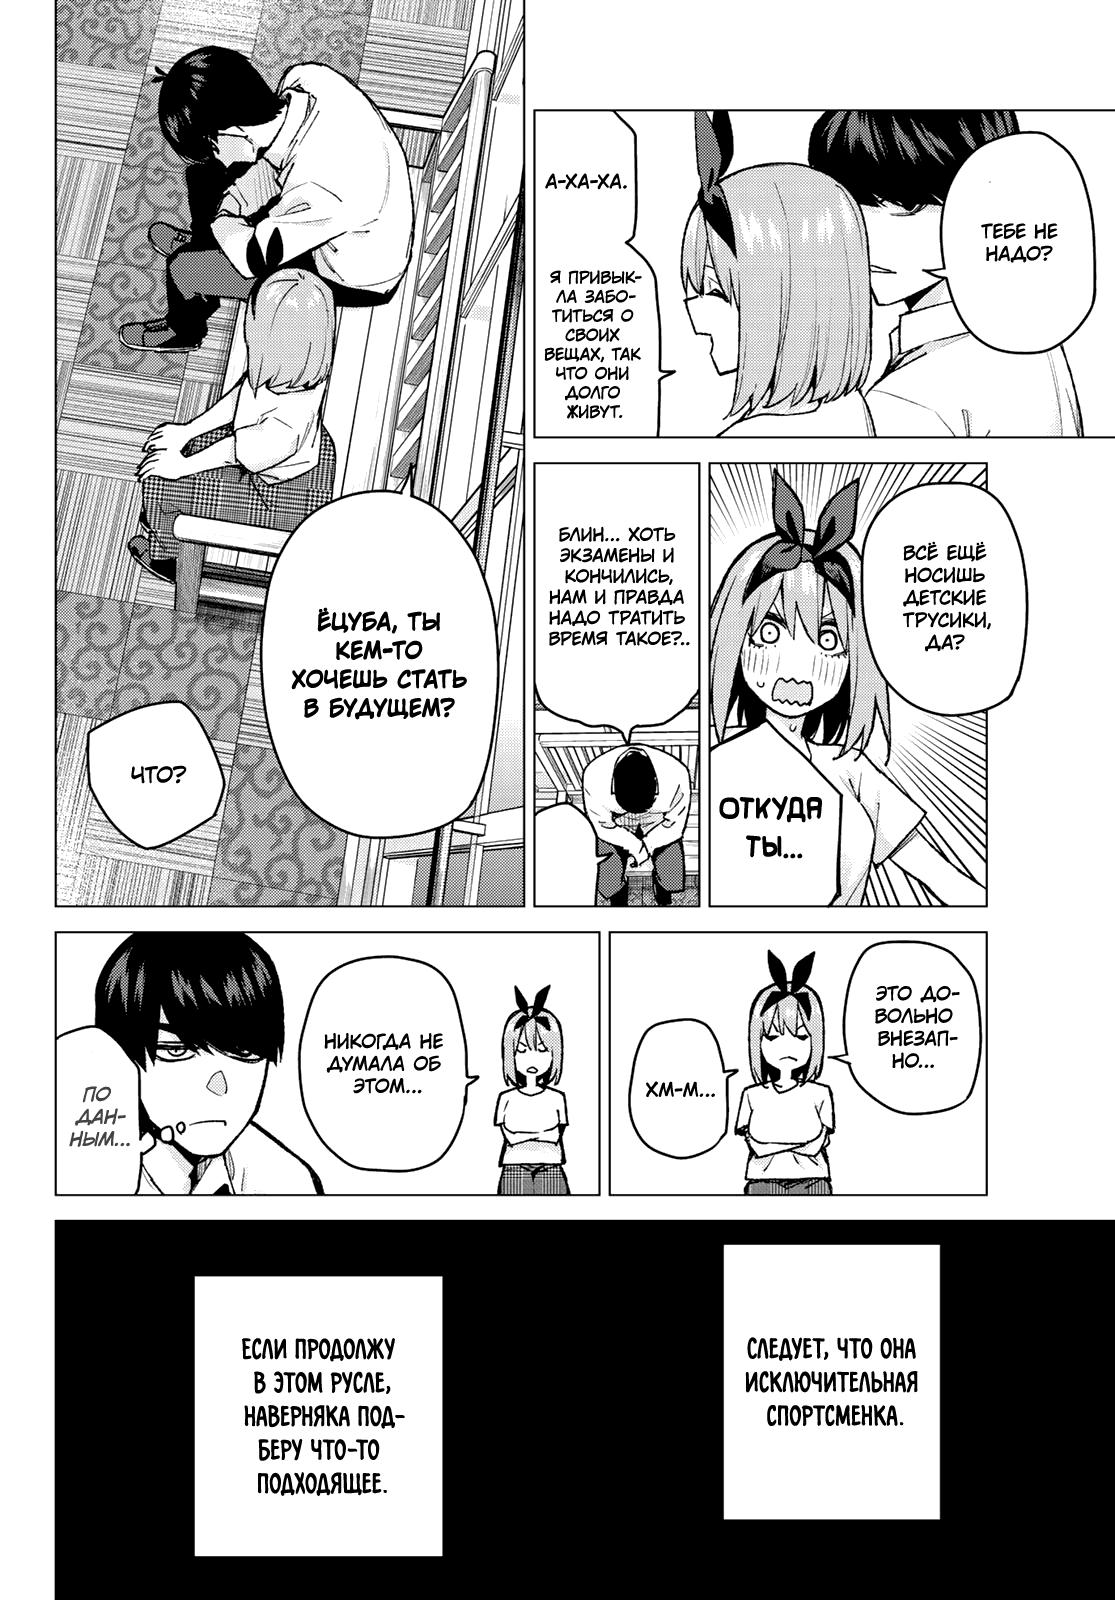 ТЕБЕ НЕ
НАДО?
А-ХА-ХА.
Я ПРИВЫК-
ЛА ЗАБО-
ТИТЬСЯ О
СВОИХ
ВЕЩАХ, ТАК
ЧТО ОНИ
ДОЛГО
ЖИВУТ.
ВСЁ ЕЩЁ
НОСИШЬ
ДЕТСКИЕ
ТРУСИКИ,
ДА?
ОТКУДА
ТЫ...
БЛИН... ХОТЬ
ЭКЗАМЕНЫ И
КОНЧИЛИСЬ,
НАМ И ПРАВДА
НАДО ТРАТИТЬ
ВРЕМЯ ТАКОЕ?..
ЁЦУБА, ТЫ
КЕМ-ТО
ХОЧЕШЬ СТАТЬ
В БУДУЩЕМ?
ЧТО?
ЭТО ДО-
ВОЛЬНО
ВНЕЗАП-
НО...
ХМ-М...
НИКОГДА НЕ
ДУМАЛА ОБ
ЭТОМ...
ПО
ДАН-
НЫМ...
СЛЕДУЕТ, ЧТО ОНА
ИСКЛЮЧИТЕЛЬНАЯ
СПОРТСМЕНКА.
ЕСЛИ ПРОДОЛЖУ
В ЭТОМ РУСЛЕ,
НАВЕРНЯКА ПОД-
БЕРУ ЧТО-ТО
ПОДХОДЯЩЕЕ.